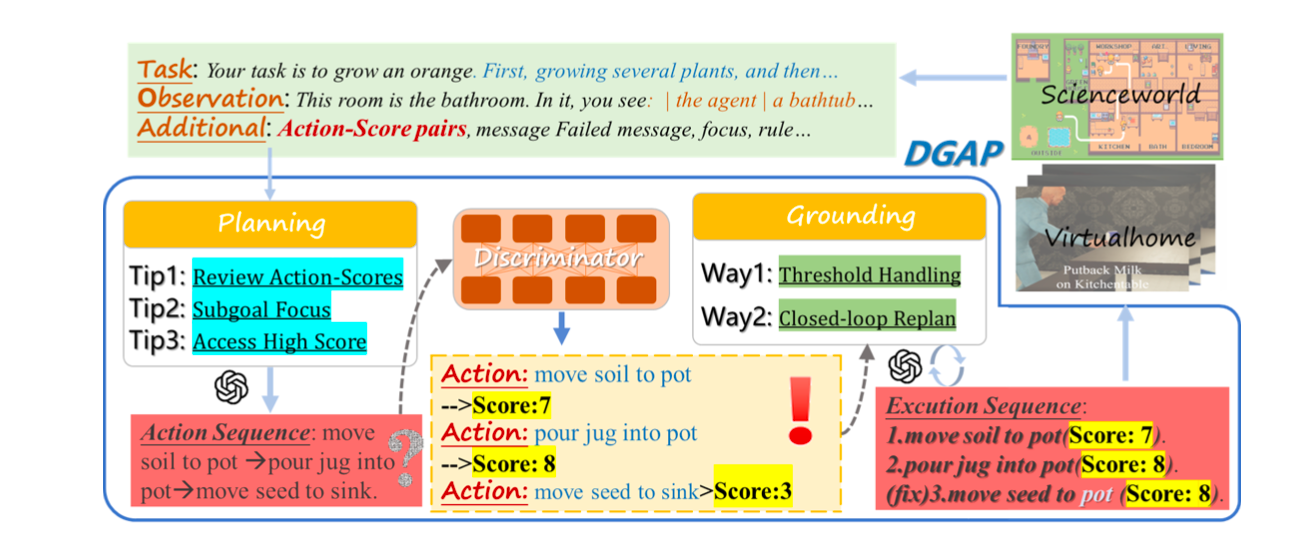 Task: Your task is to grow an orange. First, growing several plants, and then…
Observation: This room is the bathroom. In it, you see: | the agent | a bathtub…
Additional: Action-Score pairs, message Failed message, focus, rule…
DGAP
FOUNDRY
WORKSHOP
ART.
LIVING
Scienceworld
OUTSIDE
KITCHEN
BATH
BEDROOM
Virtualhome
Putback Milk
on Kitchentable
Planning
Tip1: Review Action-Scores
Tip2: Subgoal Focus
Tip3: Access High Score
Action Sequence: move
soil to pot →pour jug into
pot→move seed to sink.
?
Discriminator
Action: move soil to pot
-->Score:7
Action: pour jug into pot
-->Score: 8
Action: move seed to sink>Score:3
!
Grounding
Way1: Threshold Handling
Way2: Closed-loop Replan
Excution Sequence:
1.move soil to pot(Score: 7).
2.pour jug into pot(Score: 8).
(fix)3.move seed to pot (Score: 8).